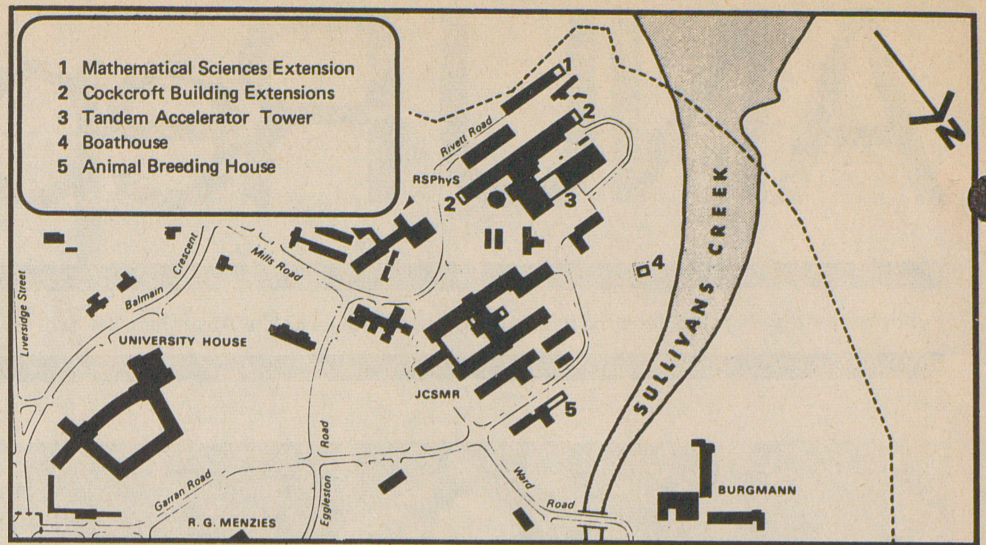 1 Mathematical Sciences Extension
2 Cockcroft Building Extensions
3 Tandem Accelerator Tower
4 Boathouse
5 Animal Breeding House
N
1
2
Rivett Road
RSPhyS
2
3
4
Mills Road
Balmain Crescent
Liversidge Street
UNIVERSITY HOUSE
SULLIVANS CREEK
JCSMR
5
Eggleston Road
Garran Road
Ward Road
BURGMANN
R. G. MENZIES